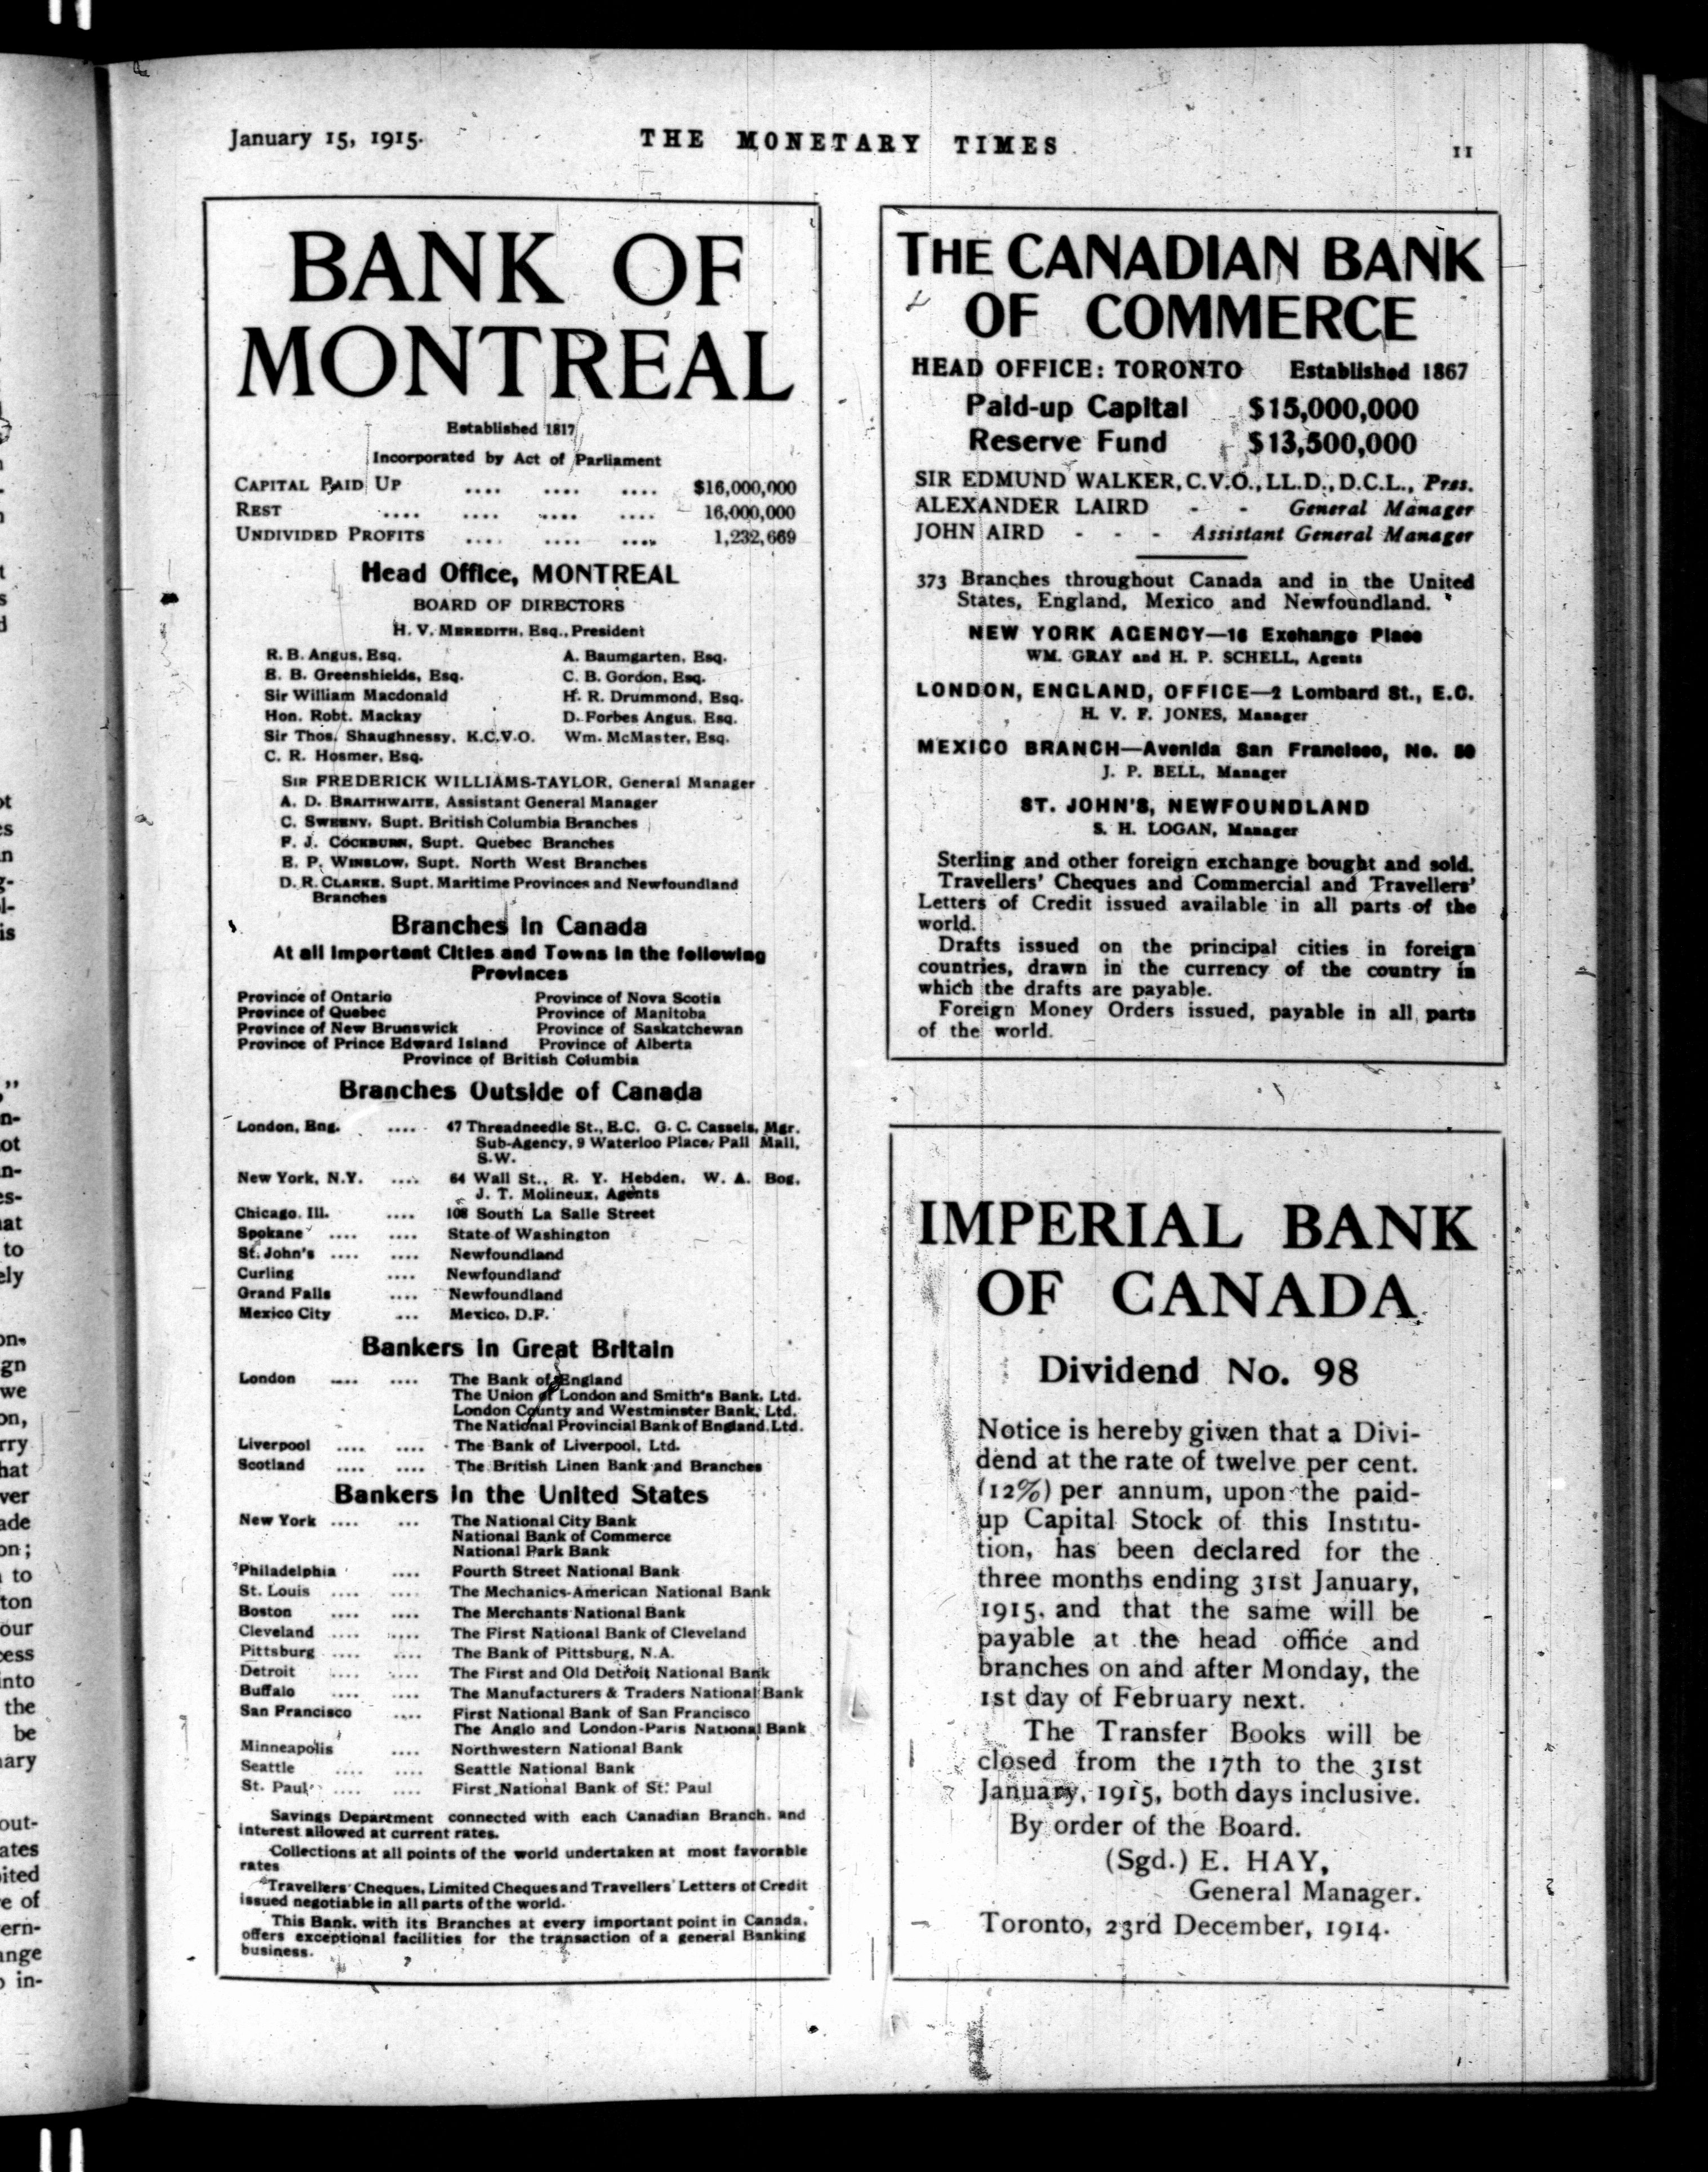 January 15, 1915.
THE MONETARY TIMES
11
BANK OF
MONTREAL
Established 1817
Incorporated by Act of Parliament
CAPITAL PAID UP .... .... .... $16,000,000
REST .... .... .... .... 16,000,000
UNDIVIDED PROFITS .... .... .... 1,232,669
Head Office, MONTREAL
BOARD OF DIRECTORS
H. V. MEREDITH, Esq., President
R. B. Angus, Esq. A. Baumgarten, Esq.
E. B. Greenshields, Esq. C. B. Gordon, Esq.
Sir William Macdonald H. R. Drummond, Esq.
Hon. Robt. Mackay D. Forbes Angus, Esq.
Sir Thos. Shaughnessy, K.C.V.O. Wm. McMaster, Esq.
C. R. Hosmer, Esq.
SIR FREDERICK WILLIAMS-TAYLOR, General Manager
A. D. BRAITHWAITE, Assistant General Manager
C. SWEENY, Supt. British Columbia Branches
F. J. COCKBURN, Supt. Quebec Branches
E. P. WINSLOW, Supt. North West Branches
D. R. CLARKE, Supt. Maritime Provinces and Newfoundland
Branches
Branches in Canada
At all Important Cities and Towns in the following
Provinces
Province of Ontario Province of Nova Scotia
Province of Quebec Province of Manitoba
Province of New Brunswick Province of Saskatchewan
Province of Prince Edward Island Province of Alberta
Province of British Columbia
Branches Outside of Canada
London, Eng. .... 47 Threadneedle St., E.C. G. C. Cassels, Mgr.
Sub-Agency, 9 Waterloo Place, Pall Mall,
S.W.
New York, N.Y. .... 64 Wall St., R. Y. Hebden, W. A. Bog,
J. T. Molineux, Agents
Chicago, Ill. .... 108 South La Salle Street
Spokane .... .... State of Washington
St. John's .... .... Newfoundland
Curling .... Newfoundland
Grand Falls .... Newfoundland
Mexico City ... Mexico, D.F.
Bankers in Great Britain
London .... .... The Bank of England
The Union of London and Smith's Bank, Ltd.
London County and Westminster Bank, Ltd.
The National Provincial Bank of England, Ltd.
Liverpool .... .... The Bank of Liverpool, Ltd.
Scotland .... .... The British Linen Bank and Branches
Bankers in the United States
New York .... ... The National City Bank
National Bank of Commerce
National Park Bank
Philadelphia .... Fourth Street National Bank
St. Louis .... .... The Mechanics-American National Bank
Boston .... .... The Merchants National Bank
Cleveland .... .... The First National Bank of Cleveland
Pittsburg .... .... The Bank of Pittsburg, N.A.
Detroit .... .... The First and Old Detroit National Bank
Buffalo .... .... The Manufacturers & Traders National Bank
San Francisco .... First National Bank of San Francisco
The Anglo and London-Paris National Bank
Minneapolis .... Northwestern National Bank
Seattle .... .... Seattle National Bank
St. Paul .... .... First National Bank of St. Paul
Savings Department connected with each Canadian Branch, and
interest allowed at current rates.
Collections at all points of the world undertaken at most favorable
rates
Travellers' Cheques, Limited Cheques and Travellers' Letters of Credit
issued negotiable in all parts of the world.
This Bank, with its Branches at every important point in Canada,
offers exceptional facilities for the transaction of a general Banking
business.
THE CANADIAN BANK
OF COMMERCE
HEAD OFFICE: TORONTO Established 1867
Paid-up Capital $15,000,000
Reserve Fund $13,500,000
SIR EDMUND WALKER, C.V.O., LL.D., D.C.L., Pres.
ALEXANDER LAIRD - - General Manager
JOHN AIRD - - - Assistant General Manager
373 Branches throughout Canada and in the United
States, England, Mexico and Newfoundland.
NEW YORK AGENCY—16 Exchange Place
WM. GRAY and H. P. SCHELL, Agents
LONDON, ENGLAND, OFFICE—2 Lombard St., E.C.
H. V. F. JONES, Manager
MEXICO BRANCH—Avenida San Francisco, No. 50
J. P. BELL, Manager
ST. JOHN'S, NEWFOUNDLAND
S. H. LOGAN, Manager
Sterling and other foreign exchange bought and sold.
Travellers' Cheques and Commercial and Travellers'
Letters of Credit issued available in all parts of the
world.
Drafts issued on the principal cities in foreign
countries, drawn in the currency of the country in
which the drafts are payable.
Foreign Money Orders issued, payable in all parts
of the world.
IMPERIAL BANK
OF CANADA
Dividend No. 98
Notice is hereby given that a Divi-
dend at the rate of twelve per cent.
(12%) per annum, upon the paid-
up Capital Stock of this Institu-
tion, has been declared for the
three months ending 31st January,
1915, and that the same will be
payable at the head office and
branches on and after Monday, the
1st day of February next.
The Transfer Books will be
closed from the 17th to the 31st
January, 1915, both days inclusive.
By order of the Board.
(Sgd.) E. HAY,
General Manager.
Toronto, 23rd December, 1914.